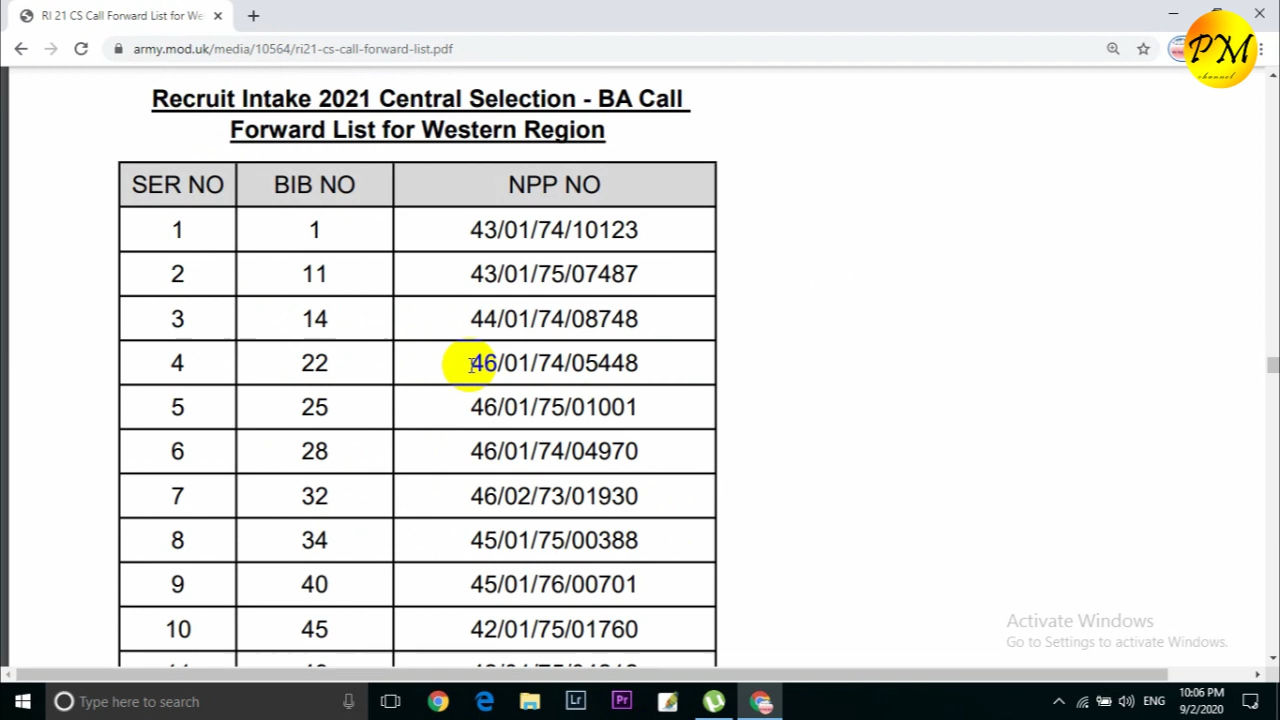 RI 21 CS Call Forward List for We
army.mod.uk/media/10564/ri21-cs-call-forward-list.pdf
PM
channel
Recruit Intake 2021 Central Selection - BA Call
Forward List for Western Region
SER NO BIB NO NPP NO
1 1 43/01/74/10123
2 11 43/01/75/07487
3 14 44/01/74/08748
4 22 46/01/74/05448
5 25 46/01/75/01001
6 28 46/01/74/04970
7 32 46/02/73/01930
8 34 45/01/75/00388
9 40 45/01/76/00701
10 45 42/01/75/01760
Activate Windows
Go to Settings to activate Windows.
Type here to search
Lr
Pr
ENG
10:06 PM
9/2/2020